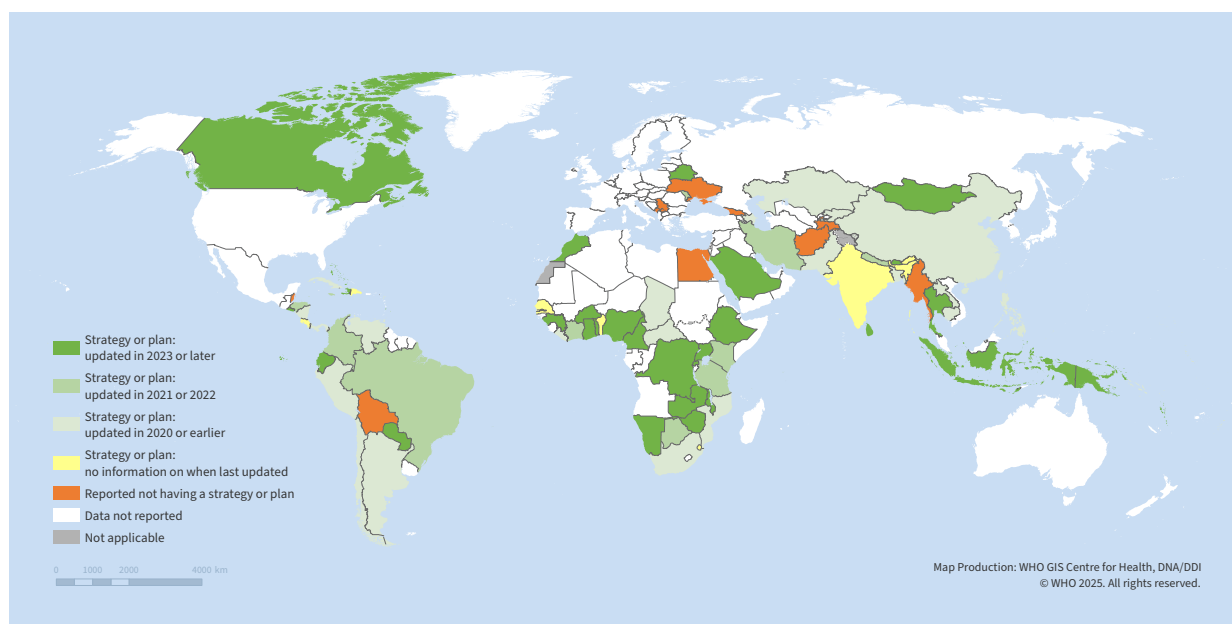 Strategy or plan:
updated in 2023 or later
Strategy or plan:
updated in 2021 or 2022
Strategy or plan:
updated in 2020 or earlier
Strategy or plan:
no information on when last updated
Reported not having a strategy or plan
Data not reported
Not applicable
0 1000 2000 4000 km
Map Production: WHO GIS Centre for Health, DNA/DDI
© WHO 2025. All rights reserved.